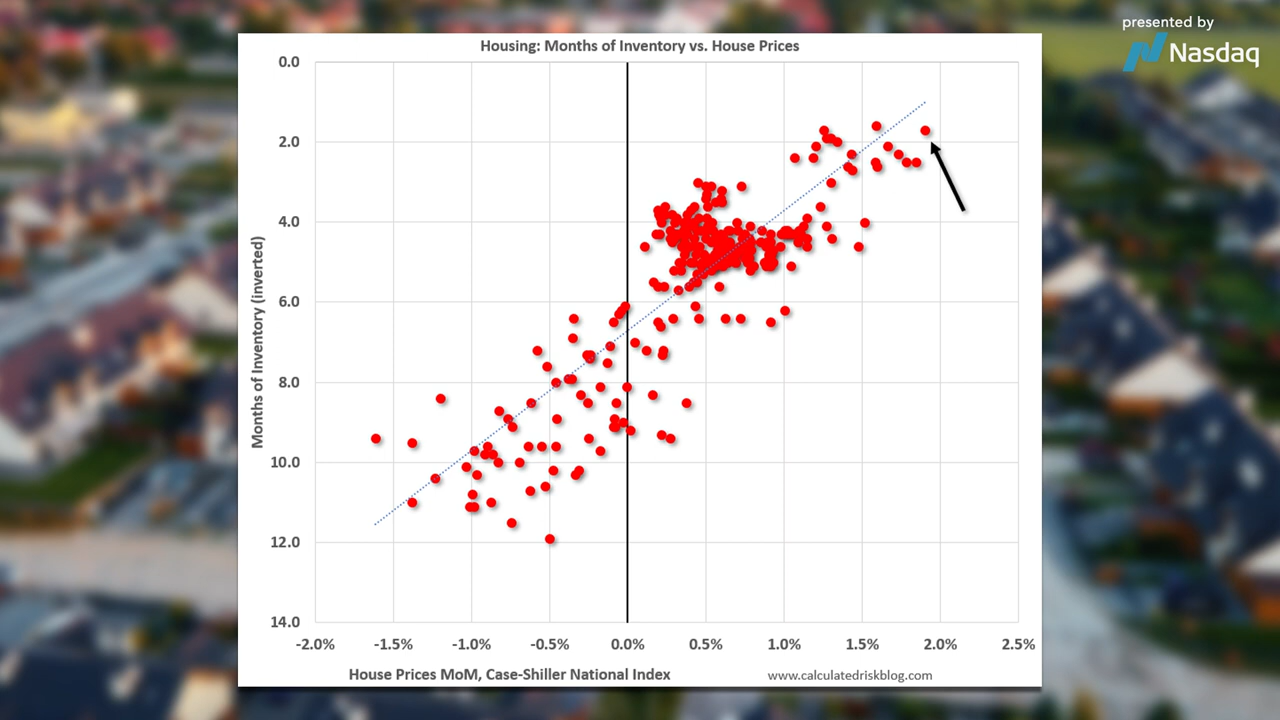 presented by
Nasdaq
Housing: Months of Inventory vs. House Prices
0.0
2.0
4.0
6.0
8.0
10.0
12.0
14.0
Months of Inventory (inverted)
-2.0% -1.5% -1.0% -0.5% 0.0% 0.5% 1.0% 1.5% 2.0% 2.5%
House Prices MoM, Case-Shiller National Index
www.calculatedriskblog.com